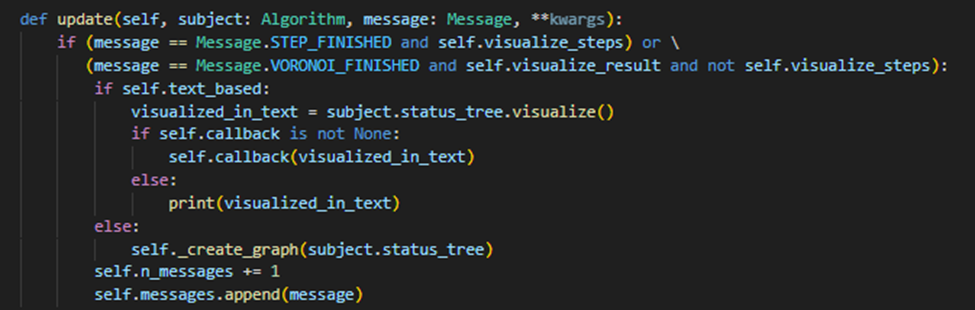 def update(self, subject: Algorithm, message: Message, **kwargs):
    if (message == Message.STEP_FINISHED and self.visualize_steps) or \
       (message == Message.VORONOI_FINISHED and self.visualize_result and not self.visualize_steps):
        if self.text_based:
            visualized_in_text = subject.status_tree.visualize()
            if self.callback is not None:
                self.callback(visualized_in_text)
            else:
                print(visualized_in_text)
        else:
            self._create_graph(subject.status_tree)
        self.n_messages += 1
        self.messages.append(message)